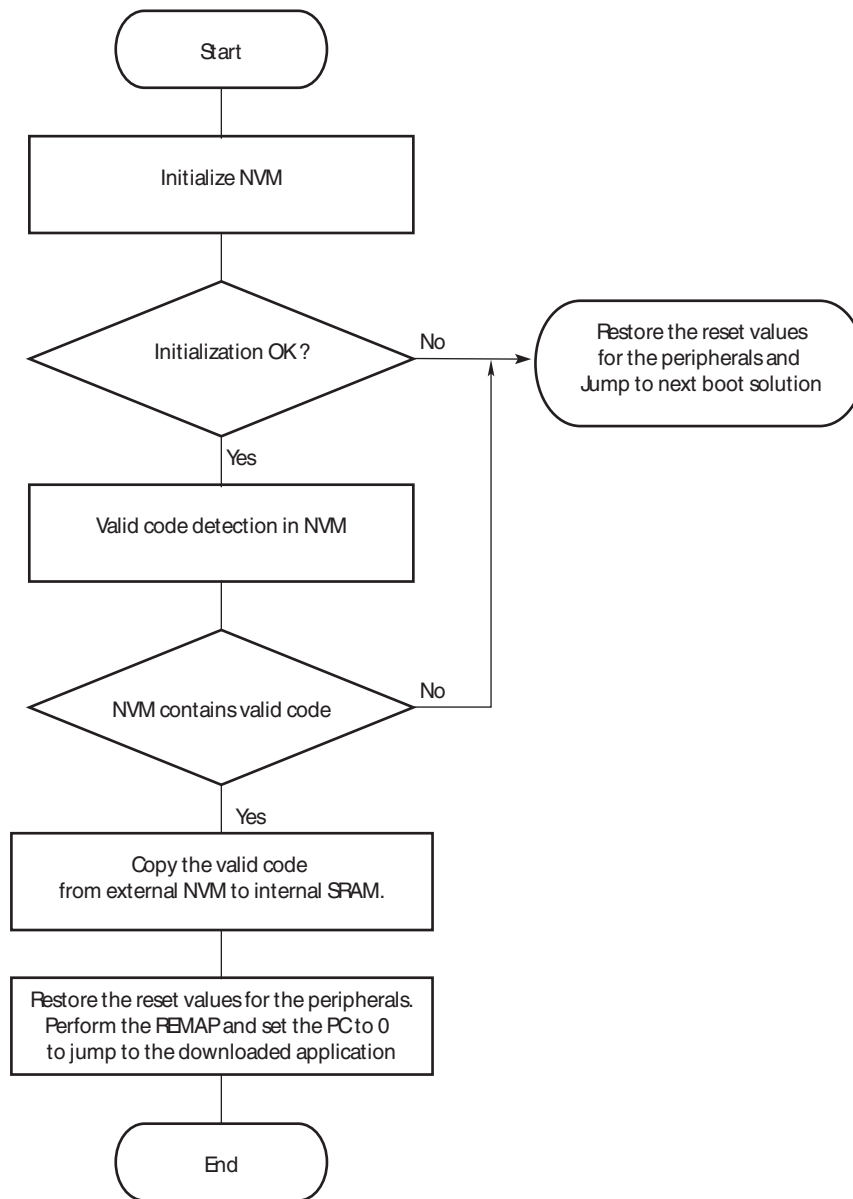 Start
Initialize NVM
Initialization OK ?
No
Restore the reset values
for the peripherals and
Jump to next boot solution
Yes
Valid code detection in NVM
NVM contains valid code
No
Yes
Copy the valid code
from external NVM to internal SRAM.
Restore the reset values for the peripherals.
Perform the REMAP and set the PC to 0
to jump to the downloaded application
End